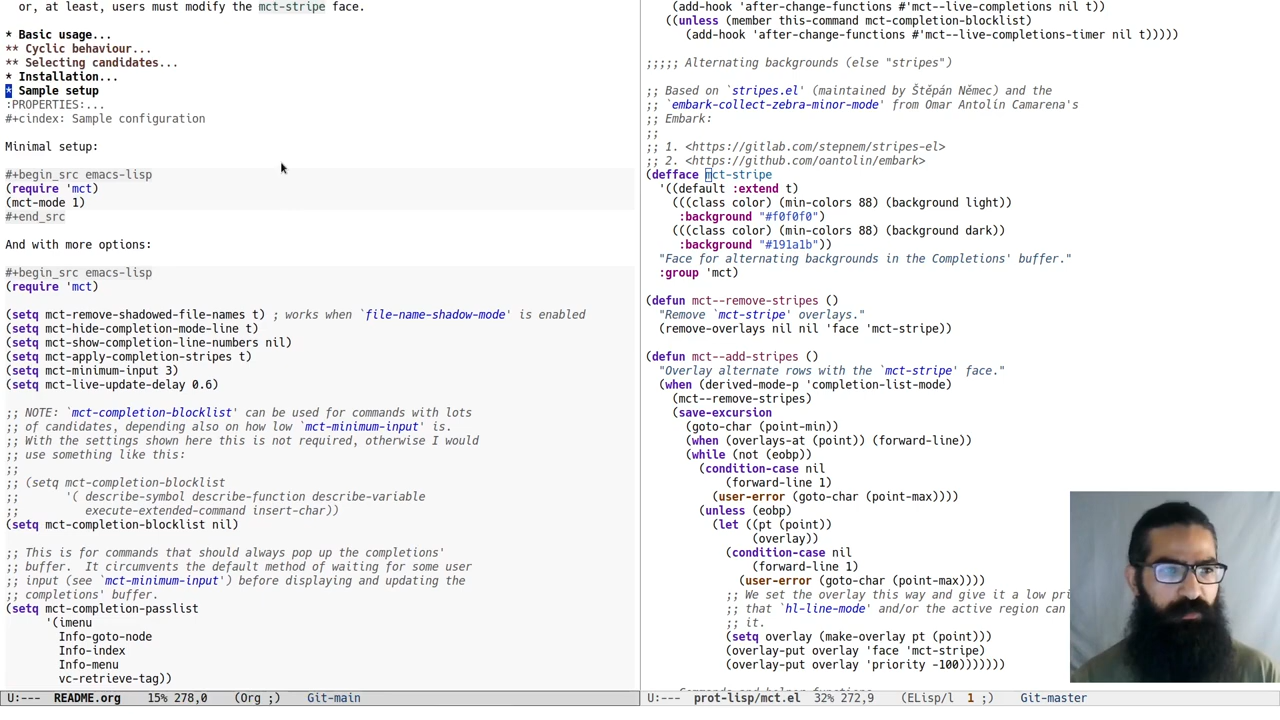 or, at least, users must modify the mct-stripe face.
* Basic usage...
** Cyclic behaviour...
** Selecting candidates...
* Installation...
* Sample setup
:PROPERTIES:...
#+cindex: Sample configuration
Minimal setup:
#+begin_src emacs-lisp
(require 'mct)
(mct-mode 1)
#+end_src
And with more options:
#+begin_src emacs-lisp
(require 'mct)
(setq mct-remove-shadowed-file-names t) ; works when `file-name-shadow-mode' is enabled
(setq mct-hide-completion-mode-line t)
(setq mct-show-completion-line-numbers nil)
(setq mct-apply-completion-stripes t)
(setq mct-minimum-input 3)
(setq mct-live-update-delay 0.6)
;; NOTE: `mct-completion-blocklist' can be used for commands with lots
;; of candidates, depending also on how low `mct-minimum-input' is.
;; With the settings shown here this is not required, otherwise I would
;; use something like this:
;;
;; (setq mct-completion-blocklist
;;       '( describe-symbol describe-function describe-variable
;;          execute-extended-command insert-char))
(setq mct-completion-blocklist nil)
;; This is for commands that should always pop up the completions'
;; buffer.  It circumvents the default method of waiting for some user
;; input (see `mct-minimum-input') before displaying and updating the
;; completions' buffer.
(setq mct-completion-passlist
      '(imenu
        Info-goto-node
        Info-index
        Info-menu
        vc-retrieve-tag))
U:---  README.org    15% 278,0    (Org ;)    Git-main
    (add-hook 'after-change-functions #'mct--live-completions nil t))
   ((unless (member this-command mct-completion-blocklist)
      (add-hook 'after-change-functions #'mct--live-completions-timer nil t)))))
;;;;; Alternating backgrounds (else "stripes")
;; Based on `stripes.el' (maintained by Štěpán Němec) and the
;; `embark-collect-zebra-minor-mode' from Omar Antolín Camarena's
;; Embark:
;;
;; 1. <https://gitlab.com/stepnem/stripes-el>
;; 2. <https://github.com/oantolin/embark>
(defface mct-stripe
  '((default :extend t)
    (((class color) (min-colors 88) (background light))
     :background "#f0f0f0")
    (((class color) (min-colors 88) (background dark))
     :background "#191a1b"))
  "Face for alternating backgrounds in the Completions' buffer."
  :group 'mct)
(defun mct--remove-stripes ()
  "Remove `mct-stripe' overlays."
  (remove-overlays nil nil 'face 'mct-stripe))
(defun mct--add-stripes ()
  "Overlay alternate rows with the `mct-stripe' face."
  (when (derived-mode-p 'completion-list-mode)
    (mct--remove-stripes)
    (save-excursion
      (goto-char (point-min))
      (when (overlays-at (point)) (forward-line))
      (while (not (eobp))
        (condition-case nil
            (forward-line 1)
          (user-error (goto-char (point-max))))
        (unless (eobp)
          (let ((pt (point))
                (overlay))
            (condition-case nil
                (forward-line 1)
              (user-error (goto-char (point-max))))
            ;; We set the overlay this way and give it a low pri
            ;; that `hl-line-mode' and/or the active region can
            ;; it.
            (setq overlay (make-overlay pt (point)))
            (overlay-put overlay 'face 'mct-stripe)
            (overlay-put overlay 'priority -100)))))))
U:---  prot-lisp/mct.el  32% 272,9  (ELisp/l  1 ;)    Git-master